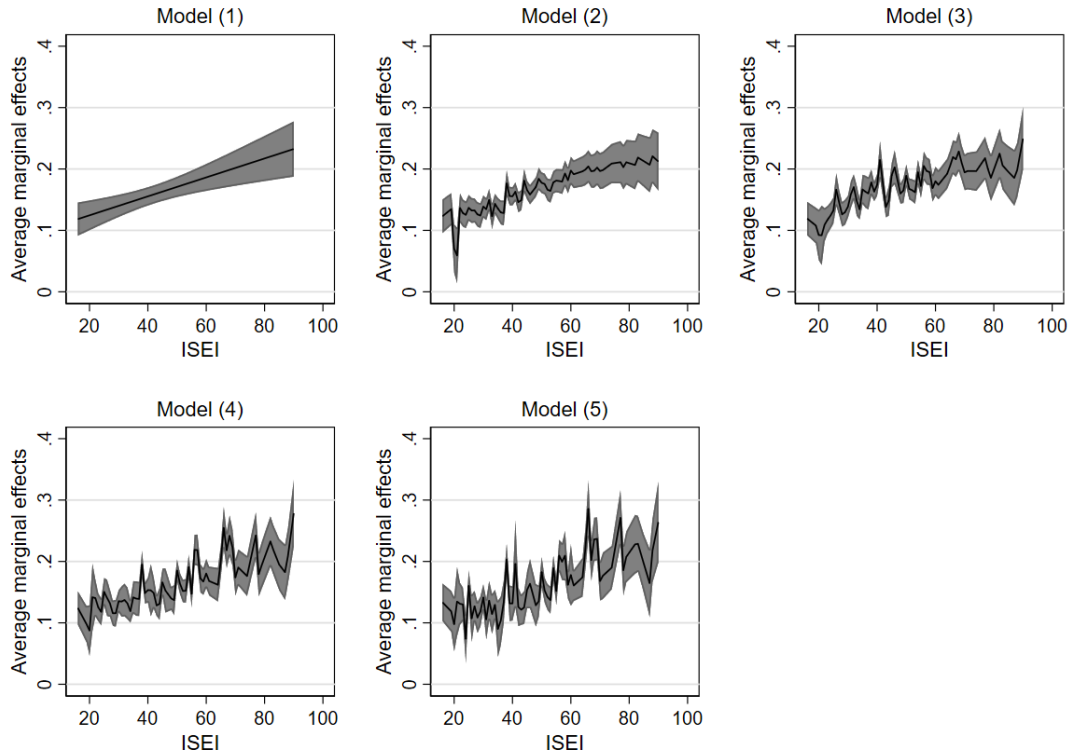 Model (1)
Average marginal effects
.4
.3
.2
.1
0
20 40 60 80 100
ISEI
Model (2)
Average marginal effects
.4
.3
.2
.1
0
20 40 60 80 100
ISEI
Model (3)
Average marginal effects
.4
.3
.2
.1
0
20 40 60 80 100
ISEI
Model (4)
Average marginal effects
.4
.3
.2
.1
0
20 40 60 80 100
ISEI
Model (5)
Average marginal effects
.4
.3
.2
.1
0
20 40 60 80 100
ISEI